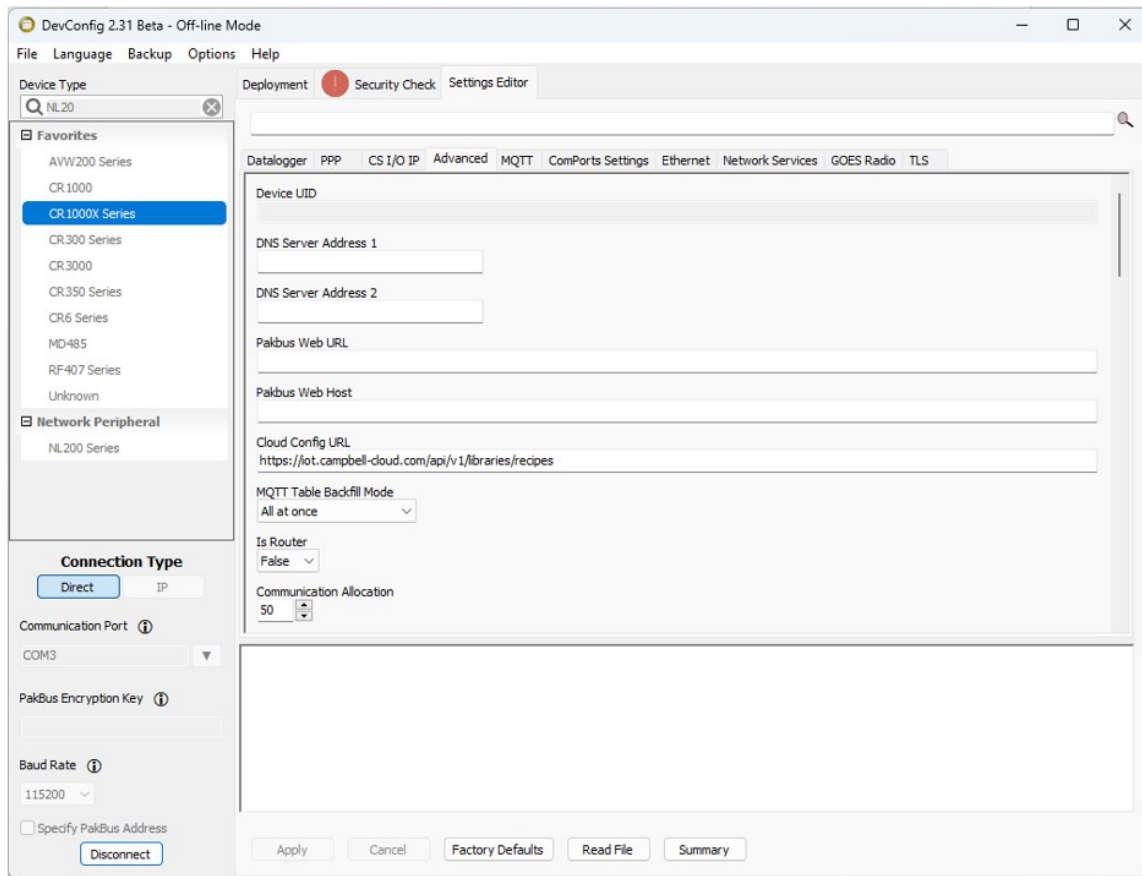 DevConfig 2.31 Beta - Off-line Mode
File Language Backup Options Help
Device Type
NL20
Favorites
AVW200 Series
CR1000
CR1000X Series
CR300 Series
CR3000
CR350 Series
CR6 Series
MD485
RF407 Series
Unknown
Network Peripheral
NL200 Series
Connection Type
Direct IP
Communication Port
COM3
PakBus Encryption Key
Baud Rate
115200
Specify PakBus Address
Disconnect
Deployment ! Security Check Settings Editor
Datalogger PPP CS I/O IP Advanced MQTT ComPorts Settings Ethernet Network Services GOES Radio TLS
Device UID
DNS Server Address 1
DNS Server Address 2
Pakbus Web URL
Pakbus Web Host
Cloud Config URL
https://iot.campbell-cloud.com/api/v1/libraries/recipes
MQTT Table Backfill Mode
All at once
Is Router
False
Communication Allocation
50
Apply Cancel Factory Defaults Read File Summary